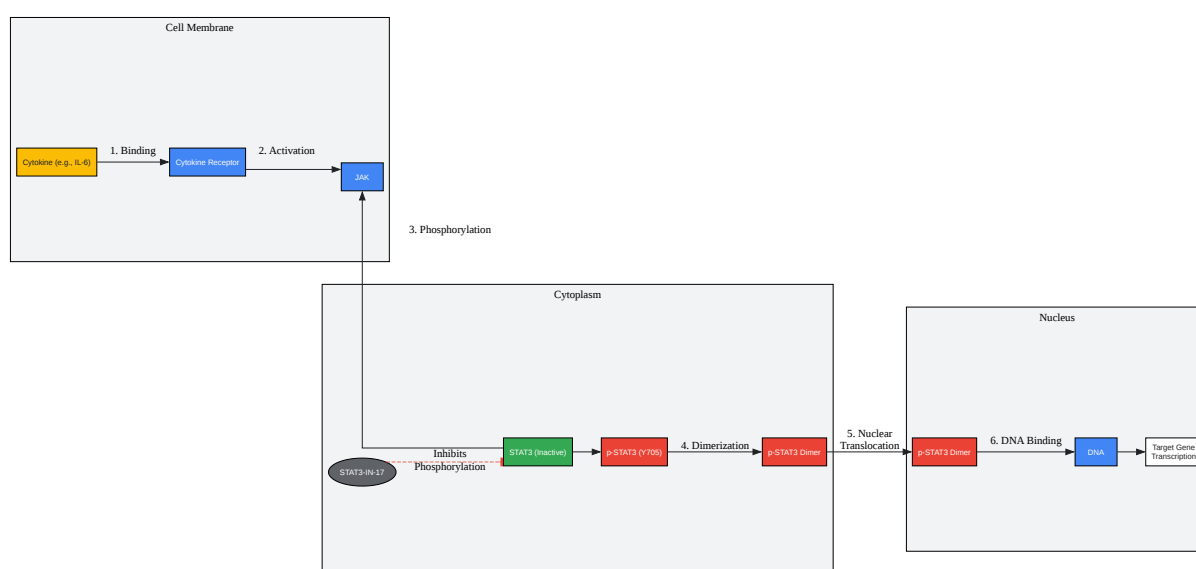 Cell Membrane
Cytokine (e.g., IL-6)
1. Binding
Cytokine Receptor
2. Activation
JAK
3. Phosphorylation
Cytoplasm
STAT3-IN-17
Inhibits
Phosphorylation
STAT3 (Inactive)
p-STAT3 (Y705)
4. Dimerization
p-STAT3 Dimer
5. Nuclear
Translocation
Nucleus
p-STAT3 Dimer
6. DNA Binding
DNA
Target Gene
Transcription